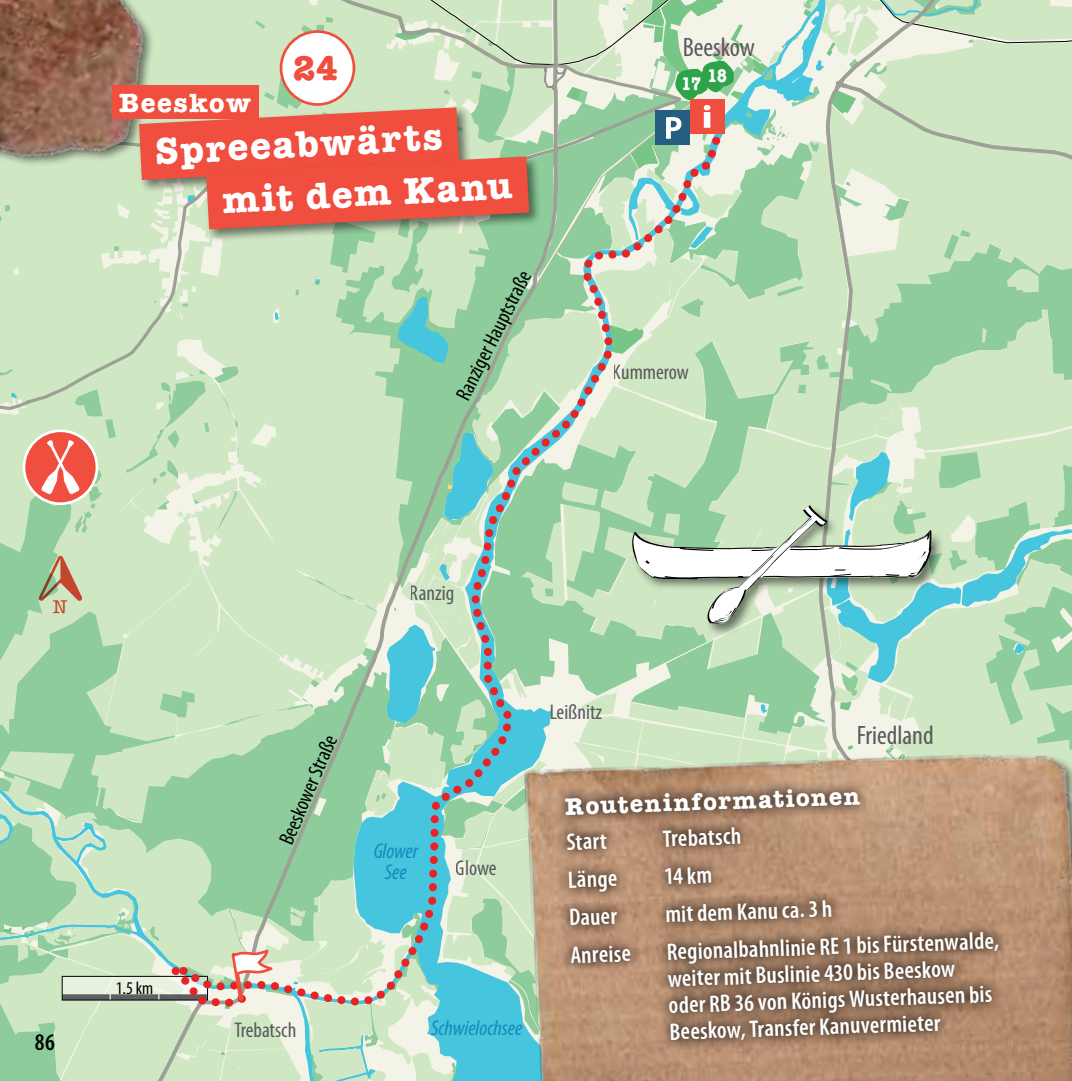 24
Beeskow
Spreeabwärts
mit dem Kanu
Beeskow
17
18
P
i
Ranziger Hauptstraße
Kummerow
N
Ranzig
Leißnitz
Friedland
Beeskower Straße
Glower
See
Glowe
1.5 km
Trebatsch
Schwielochsee
Routeninformationen
Start Trebatsch
Länge 14 km
Dauer mit dem Kanu ca. 3 h
Anreise Regionalbahnlinie RE 1 bis Fürstenwalde,
weiter mit Buslinie 430 bis Beeskow
oder RB 36 von Königs Wusterhausen bis
Beeskow, Transfer Kanuvermieter
86